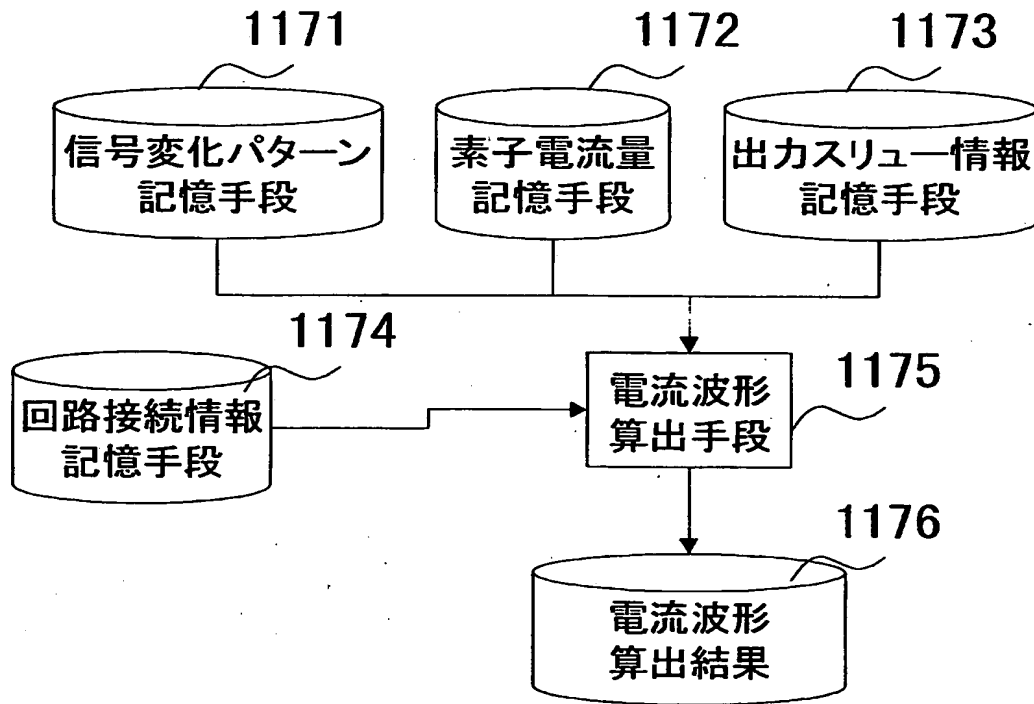 1171
信号変化パターン
記憶手段
1172
素子電流量
記憶手段
1173
出力スリュー情報
記憶手段
1174
回路接続情報
記憶手段
1175
電流波形
算出手段
1176
電流波形
算出結果